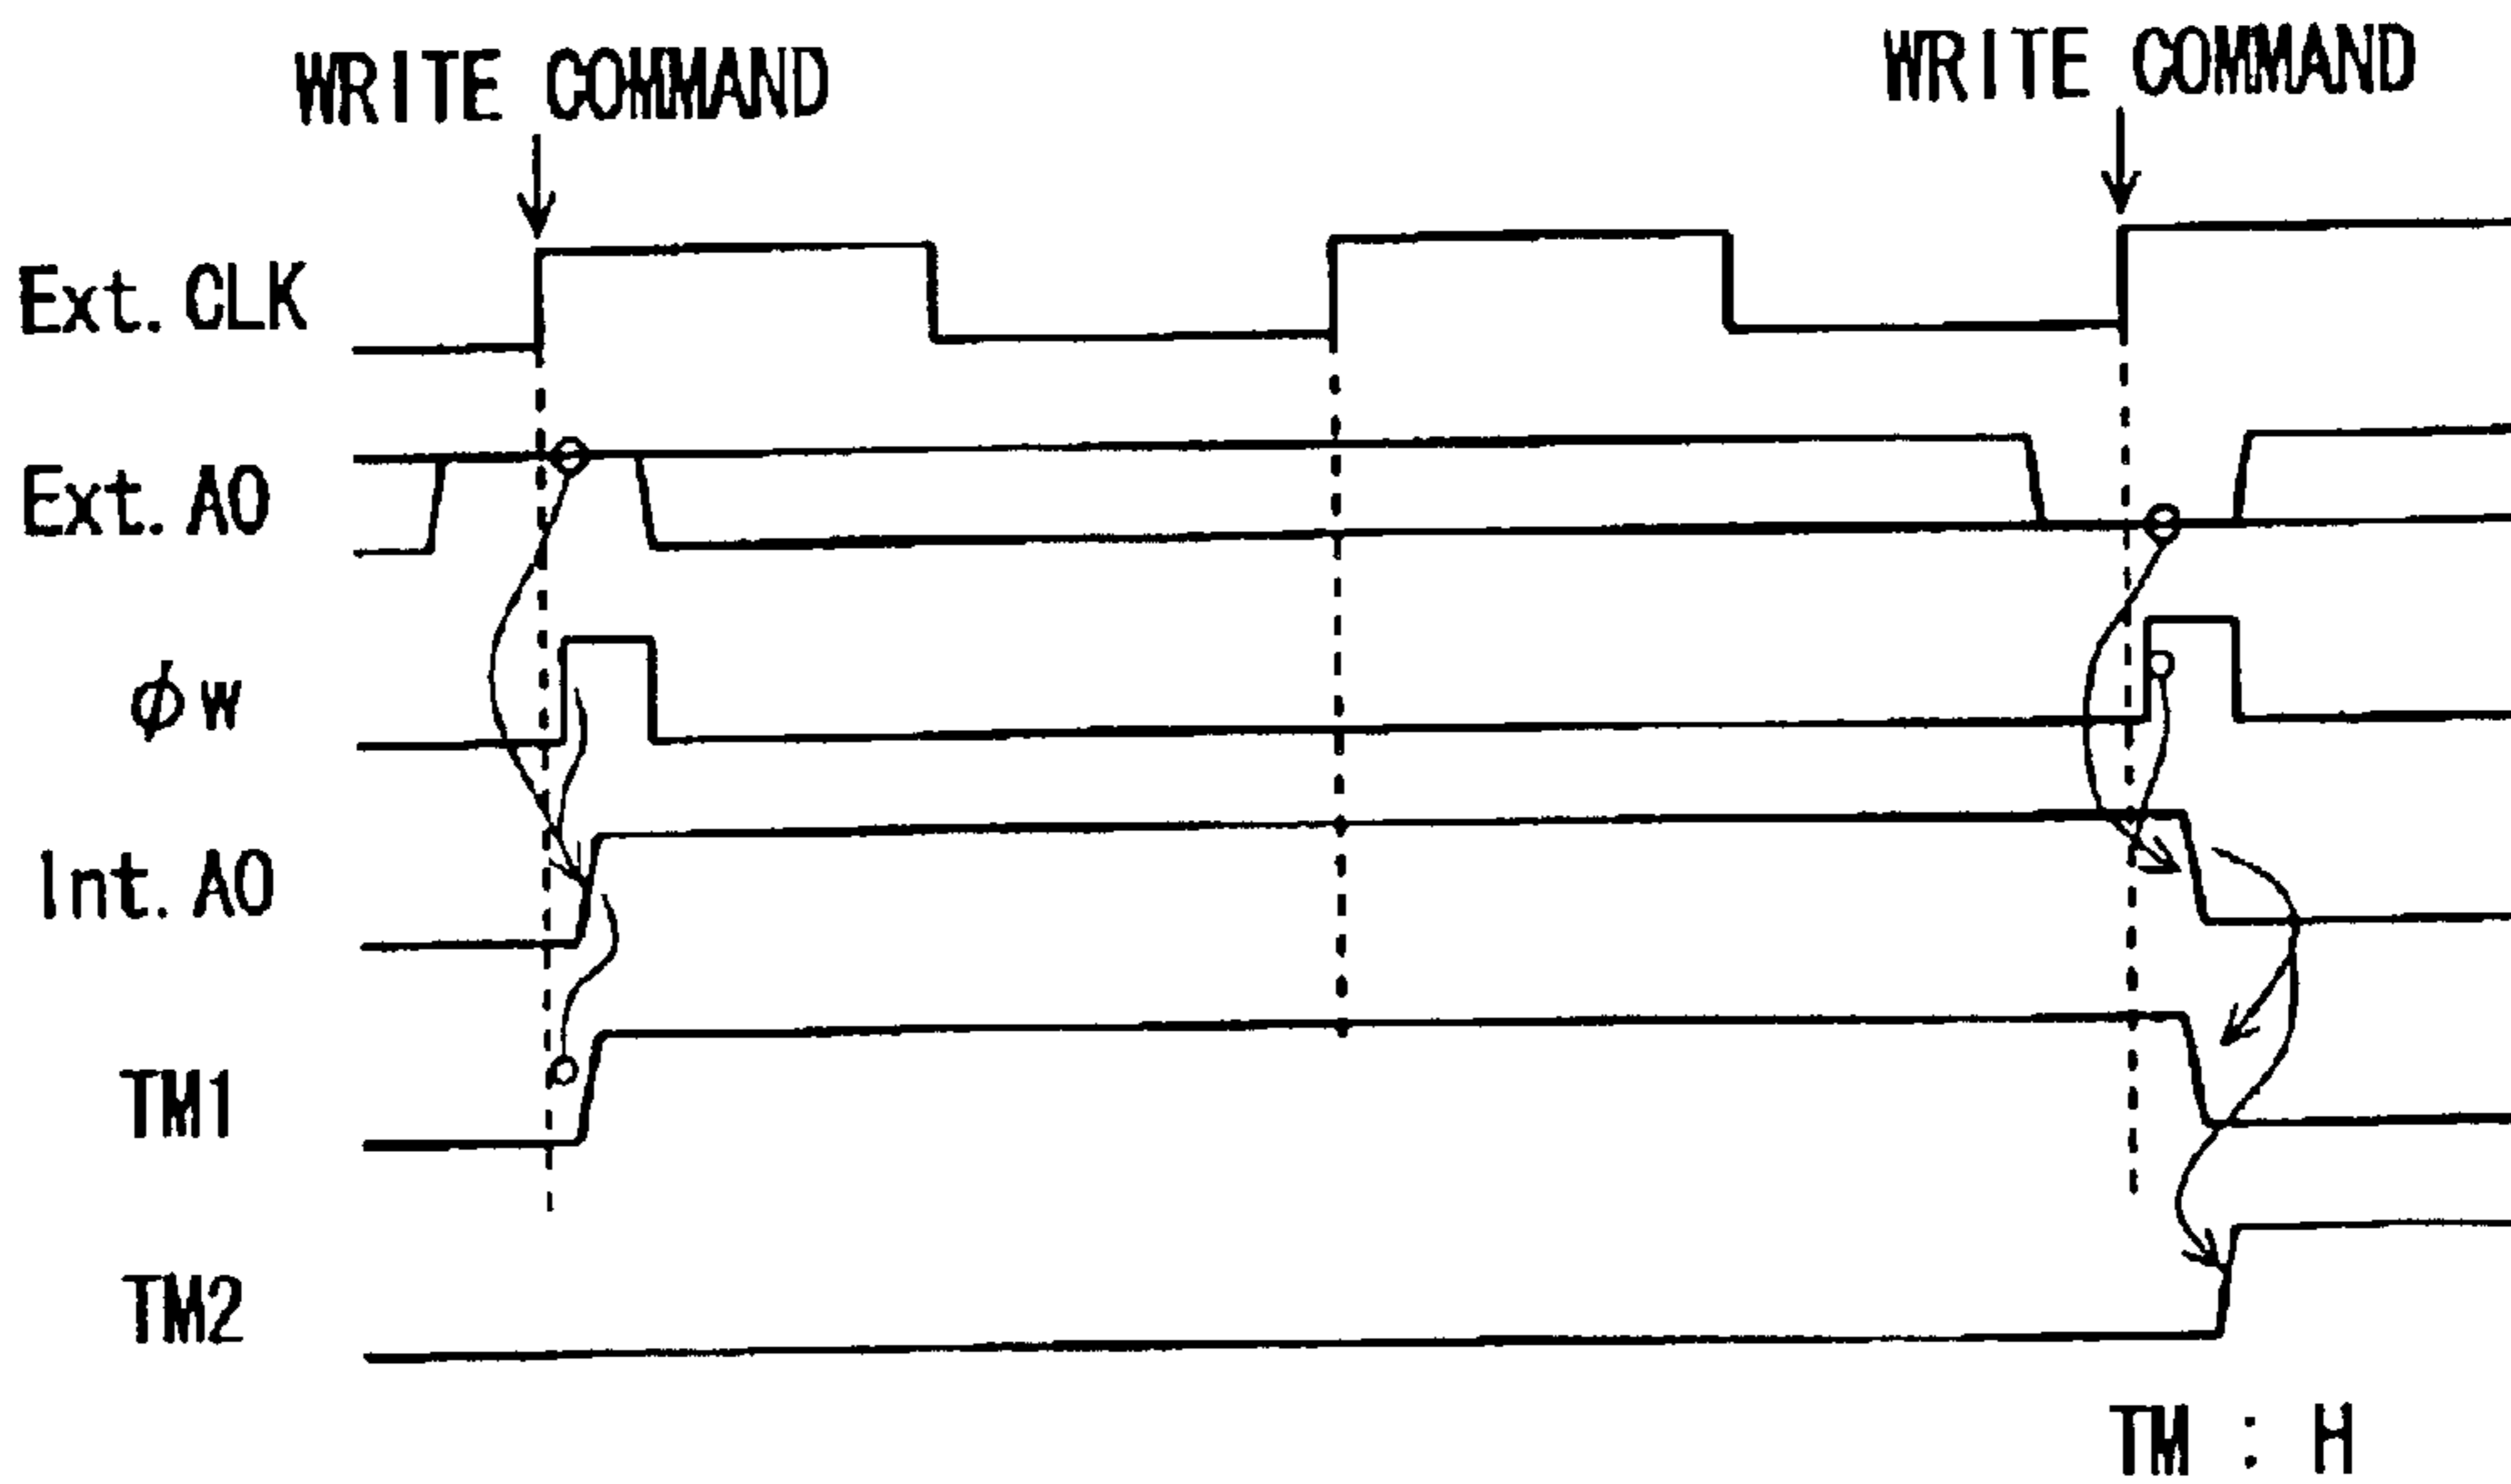 WRITE COMMAND
WRITE COMMAND
Ext. CLK
Ext. A0
φw
Int. A0
TM1
TM2
TM : H